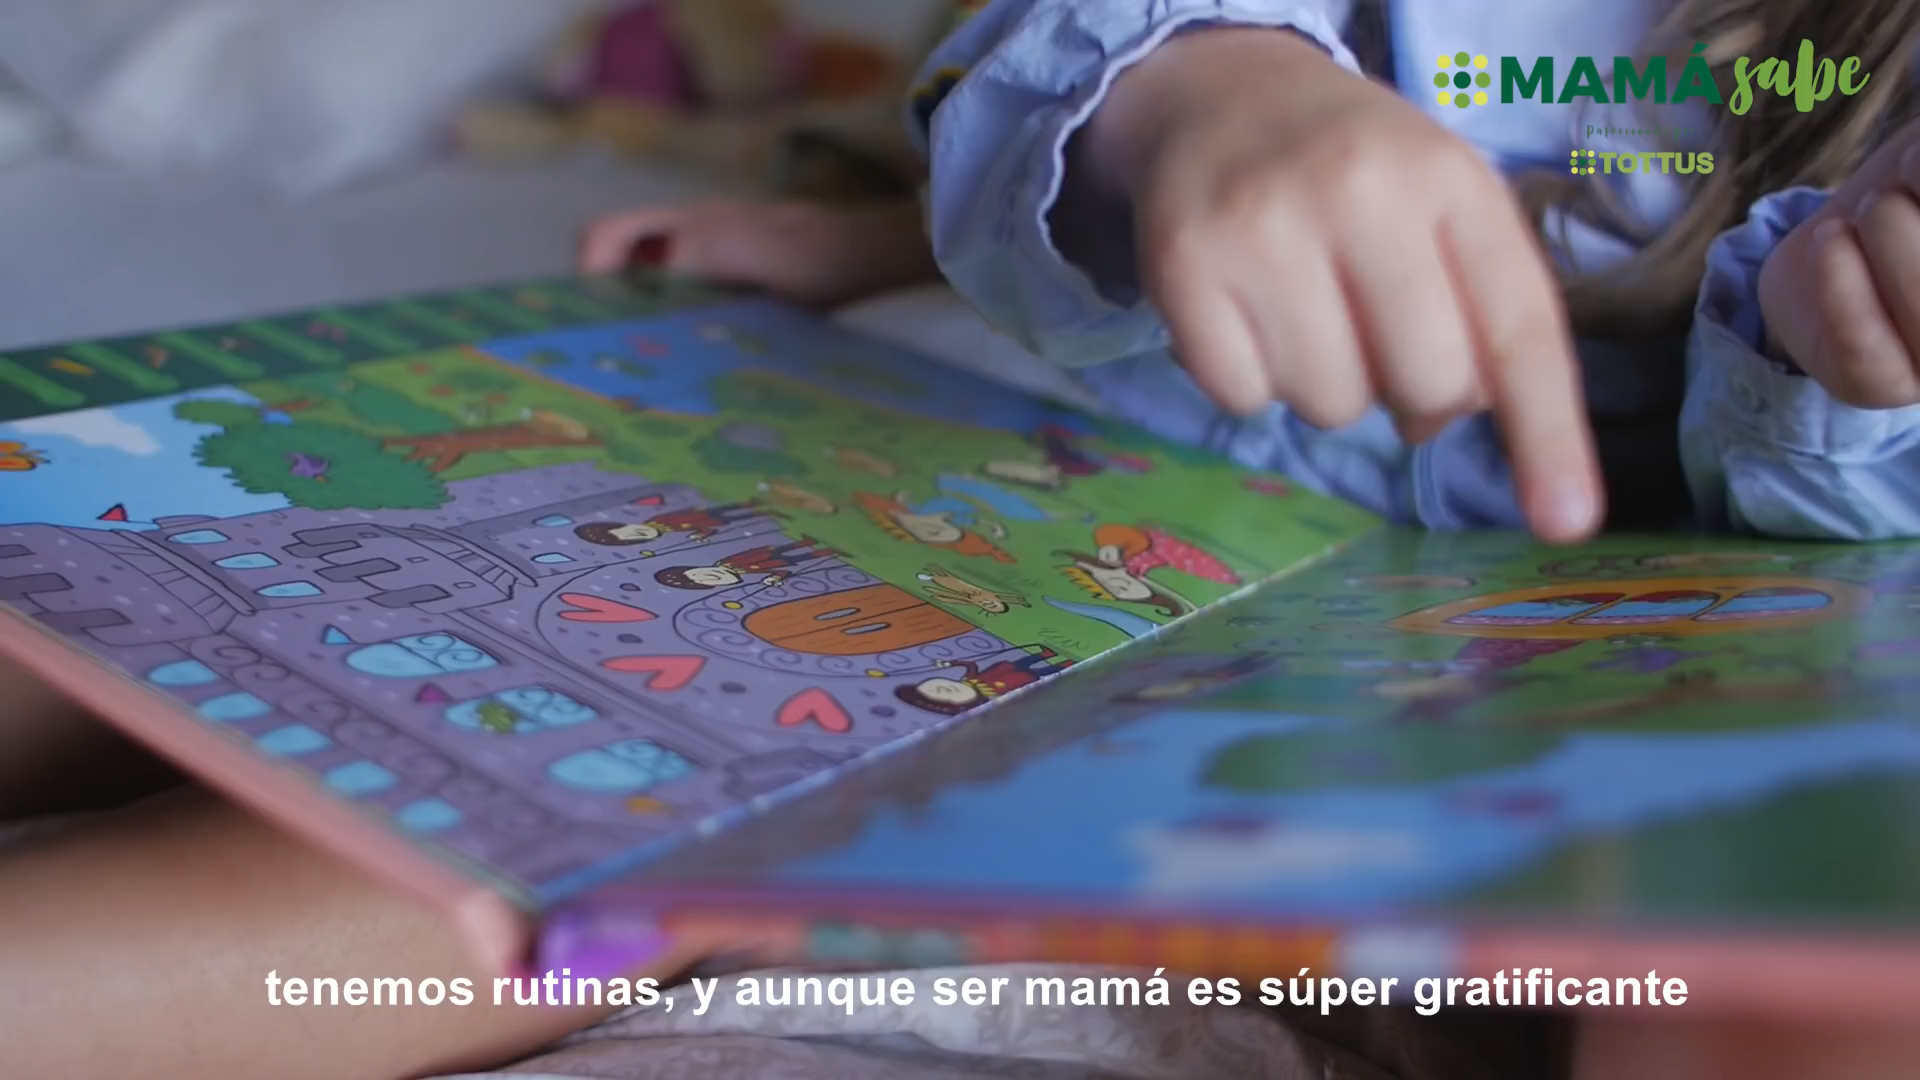 MAMÁ sabe
TOTTUS
tenemos rutinas, y aunque ser mamá es súper gratificante